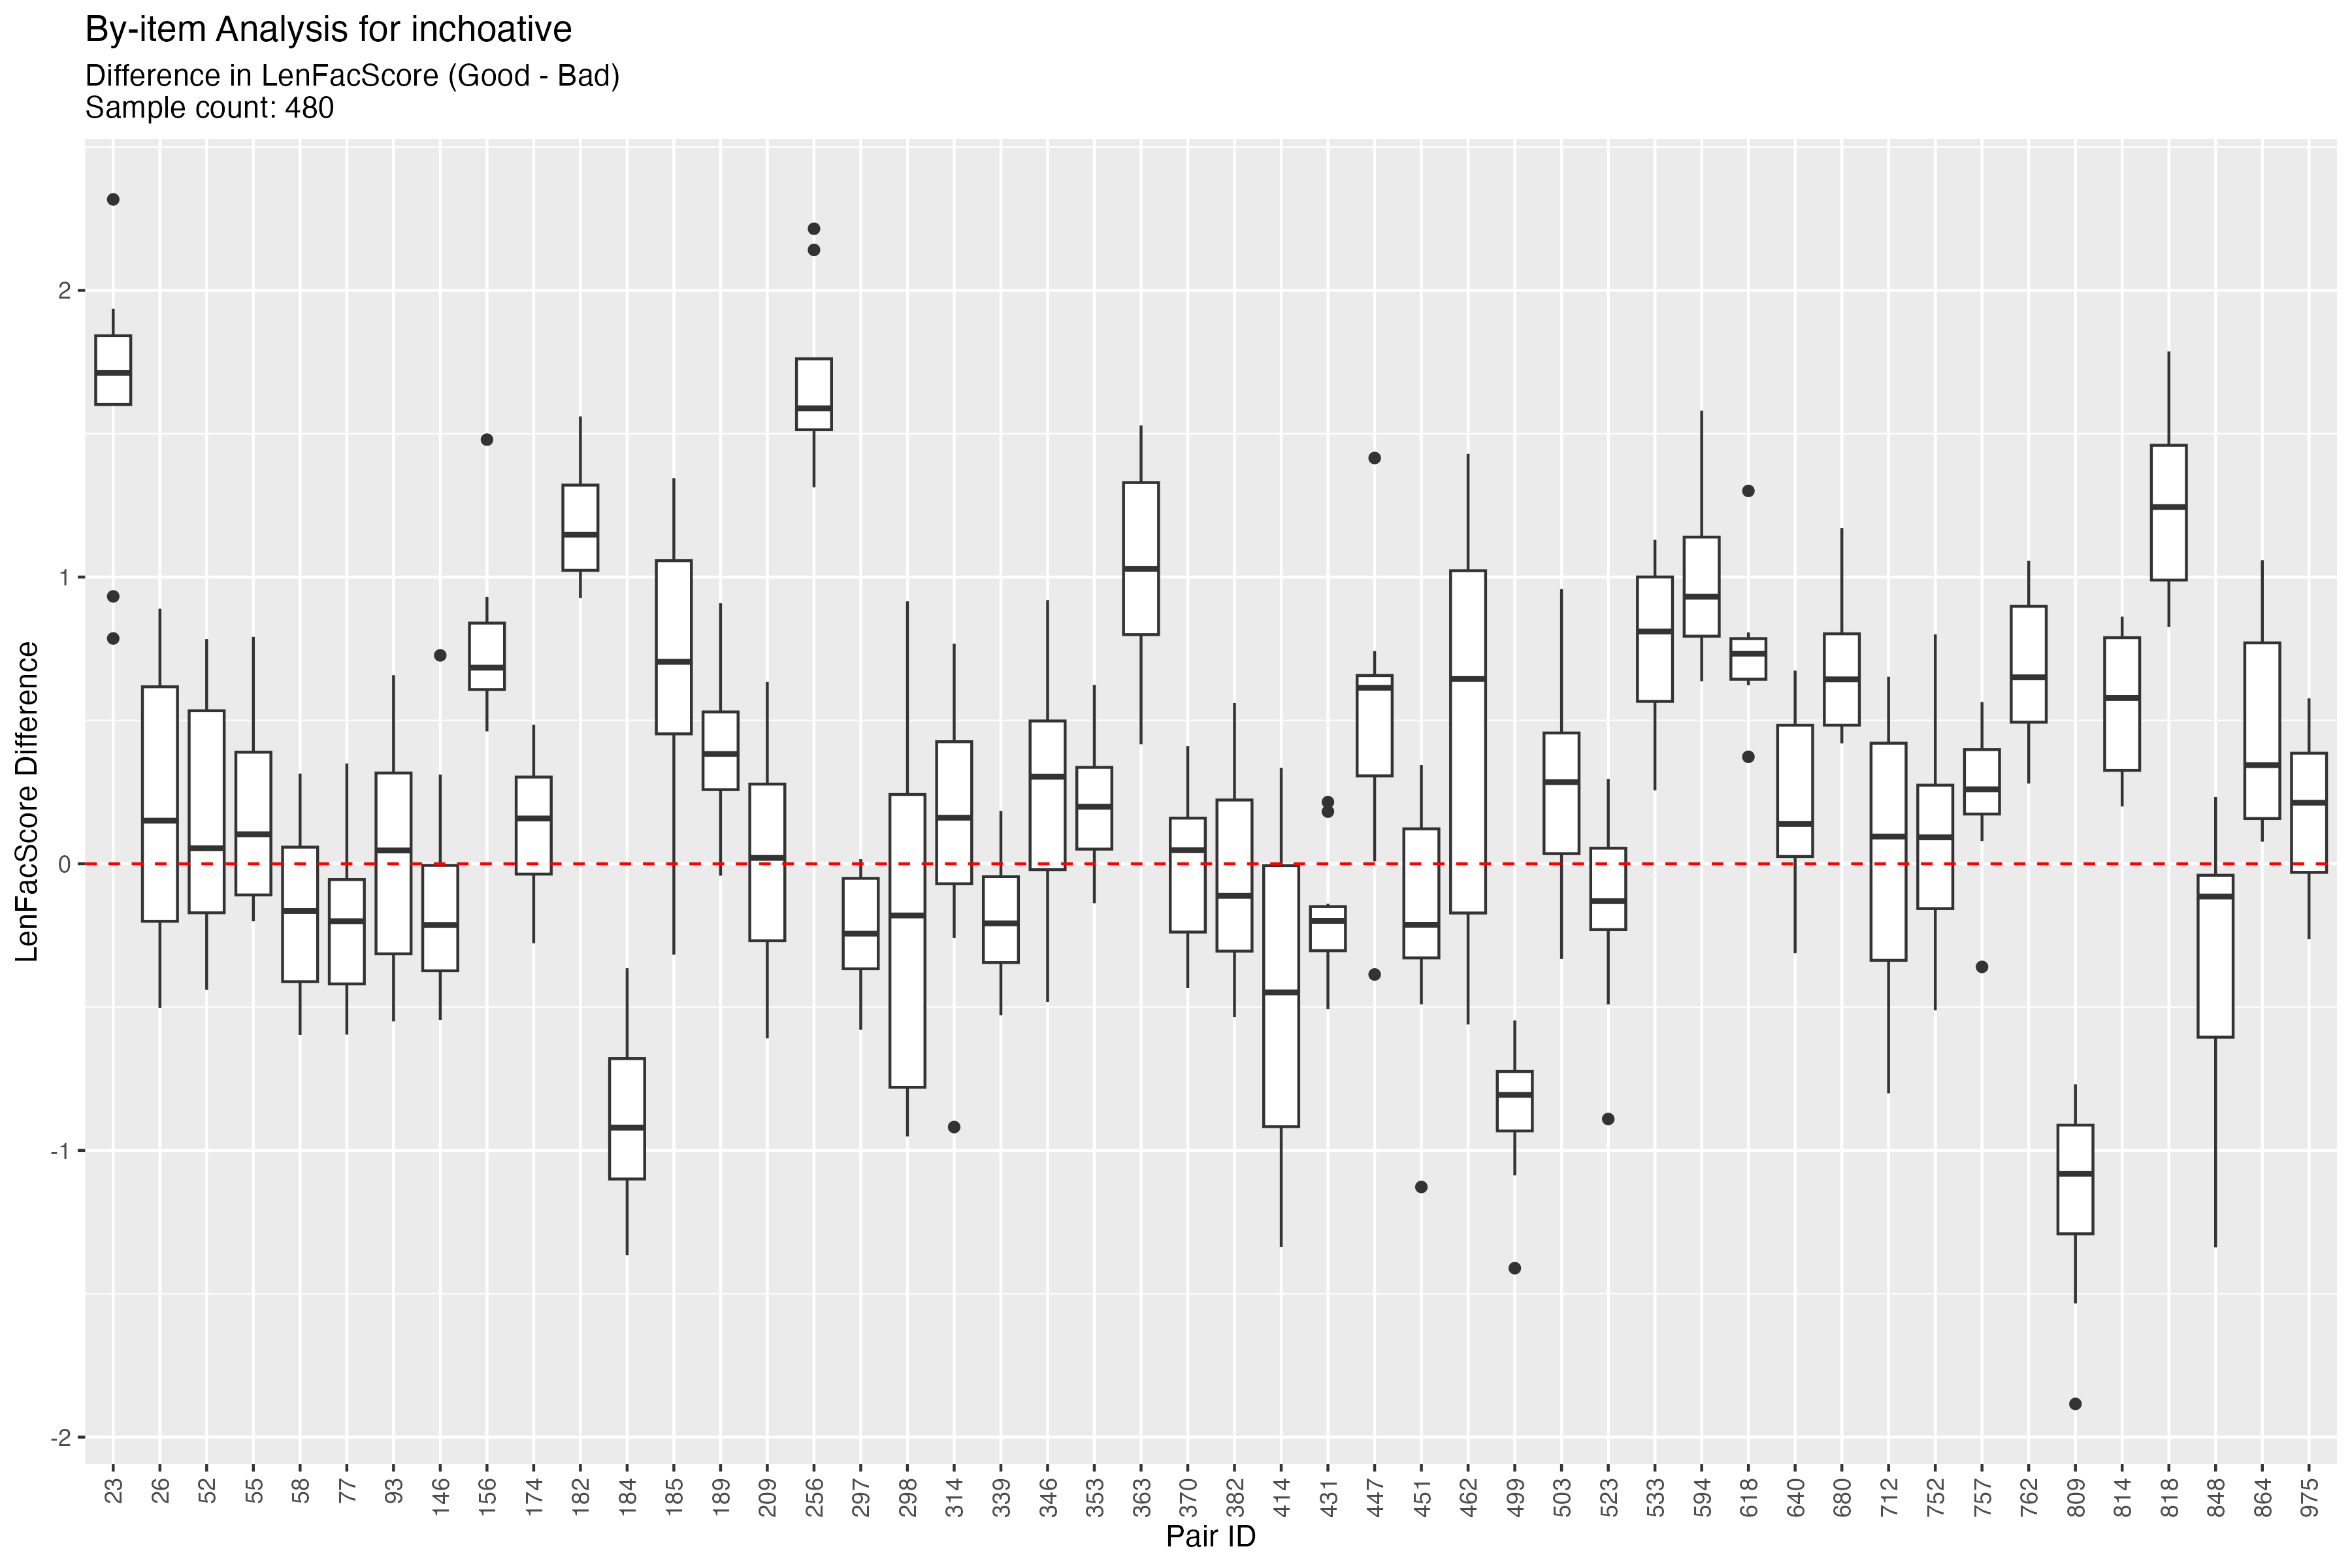 By-item Analysis for inchoative
Difference in LenFacScore (Good - Bad)
Sample count: 480
LenFacScore Difference
2
1
0
-1
-2
23 26 52 55 58 77 93 146 156 174 182 184 185 189 209 256 297 298 314 339 346 353 363 370 382 414 431 447 451 462 499 503 523 533 594 618 640 680 712 752 757 762 809 814 818 848 864 975
Pair ID